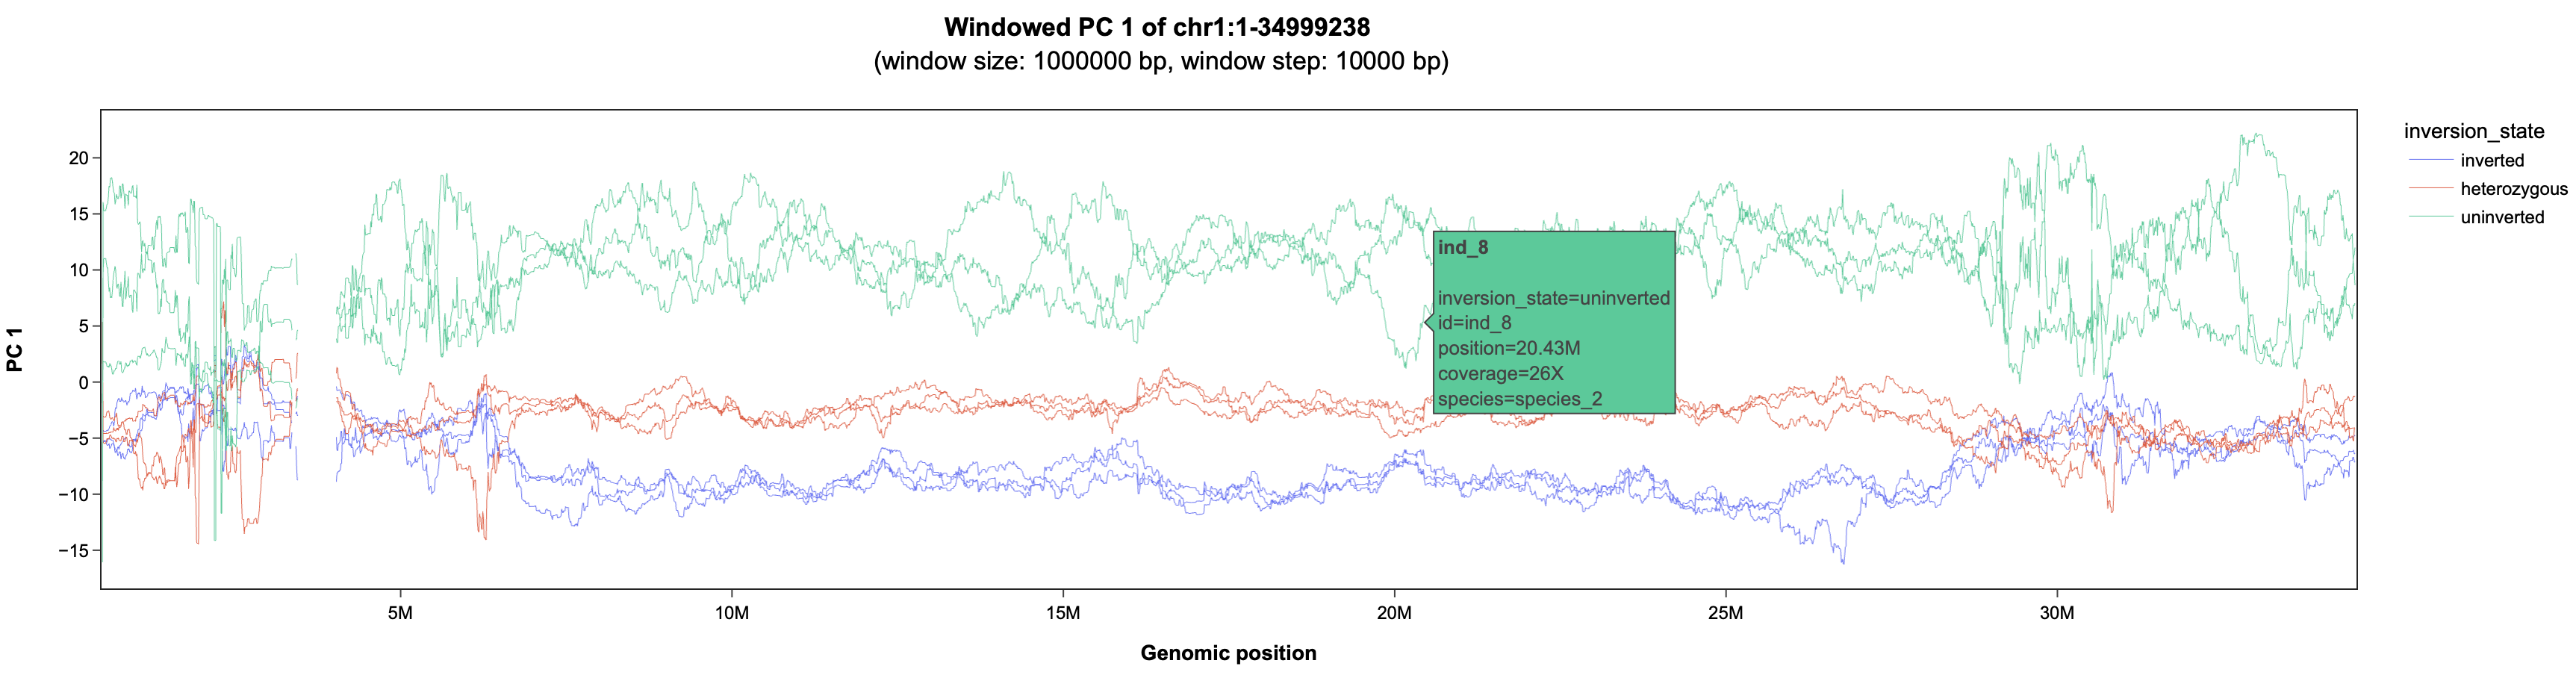 Windowed PC 1 of chr1:1-34999238
(window size: 1000000 bp, window step: 10000 bp)
inversion_state
inverted
heterozygous
uninverted
PC 1
20
15
10
5
0
−5
−10
−15
ind_8
inversion_state=uninverted
id=ind_8
position=20.43M
coverage=26X
species=species_2
5M
10M
15M
20M
25M
30M
Genomic position